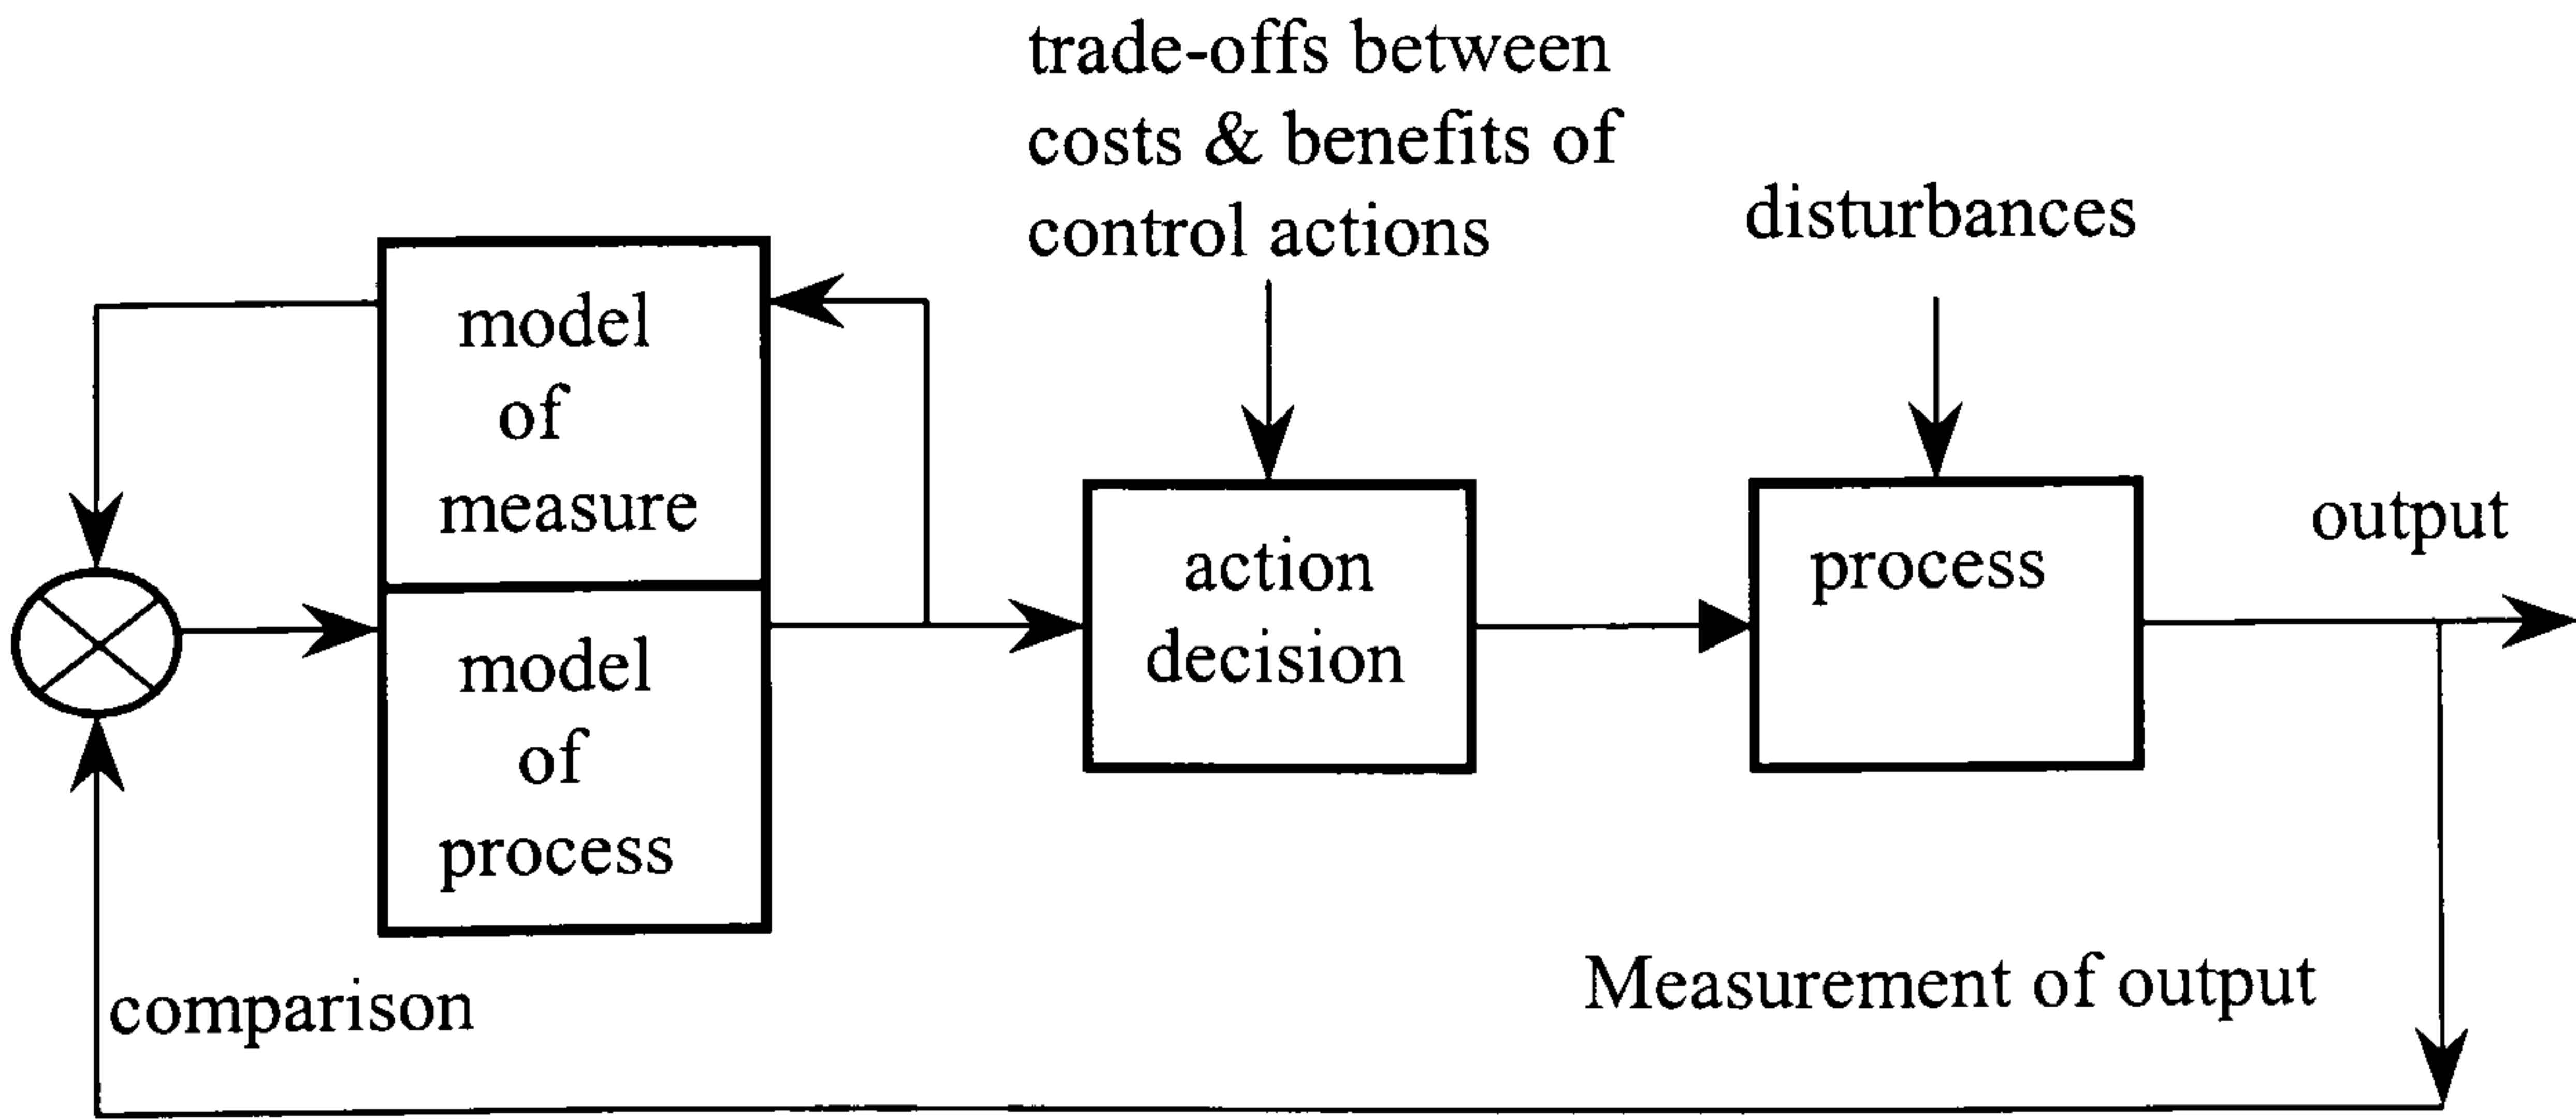 trade-offs between
costs & benefits of
control actions
disturbances
model
of
measure
output
action
decision
process
model
of
process
comparison
Measurement of output